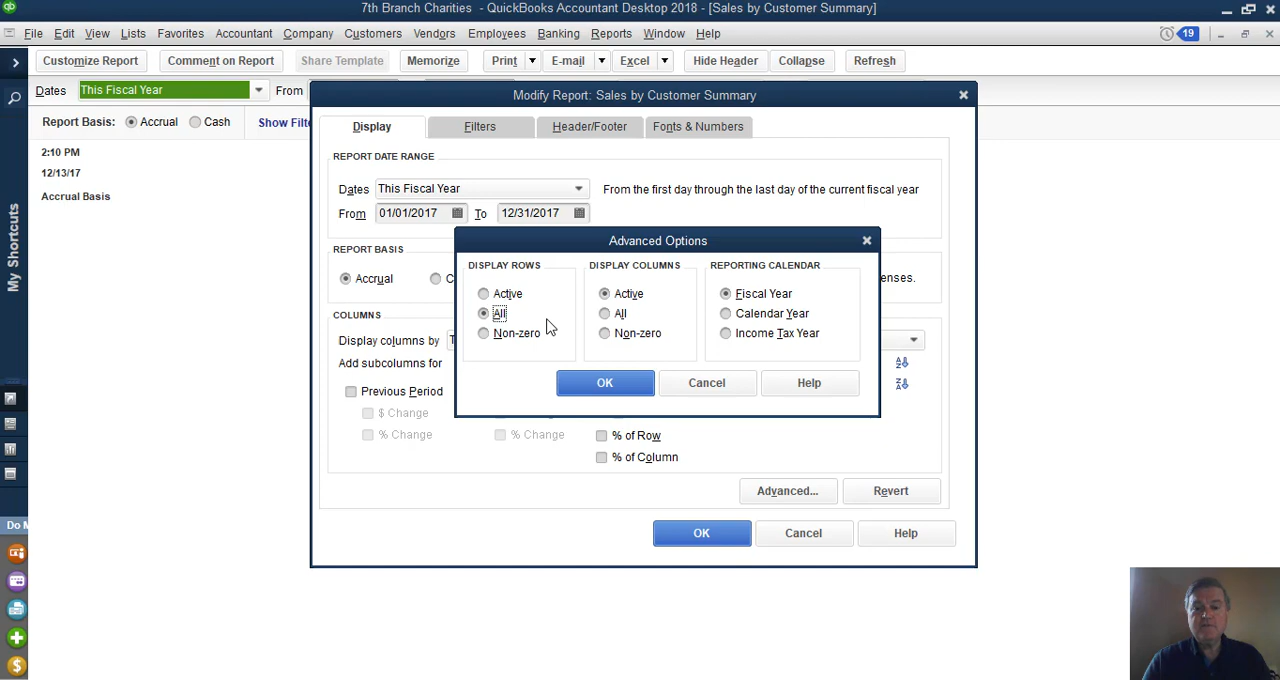 7th Branch Charities - QuickBooks Accountant Desktop 2018 - [Sales by Customer Summary]
File Edit View Lists Favorites Accountant Company Customers Vendors Employees Banking Reports Window Help 19
Customize Report Comment on Report Share Template Memorize Print E-mail Excel Hide Header Collapse Refresh
Dates This Fiscal Year From
Report Basis: Accrual Cash Show Filt
2:10 PM
12/13/17
Accrual Basis
My Shortcuts
Do M
Modify Report: Sales by Customer Summary
Display Filters Header/Footer Fonts & Numbers
REPORT DATE RANGE
Dates This Fiscal Year From the first day through the last day of the current fiscal year
From 01/01/2017 To 12/31/2017
REPORT BASIS
Accrual C enses.
COLUMNS
Display columns by T
Add subcolumns for
Previous Period
$ Change
% Change % Change % of Row
% of Column
Advanced... Revert
OK Cancel Help
Advanced Options
DISPLAY ROWS DISPLAY COLUMNS REPORTING CALENDAR
Active Active Fiscal Year
All All Calendar Year
Non-zero Non-zero Income Tax Year
OK Cancel Help